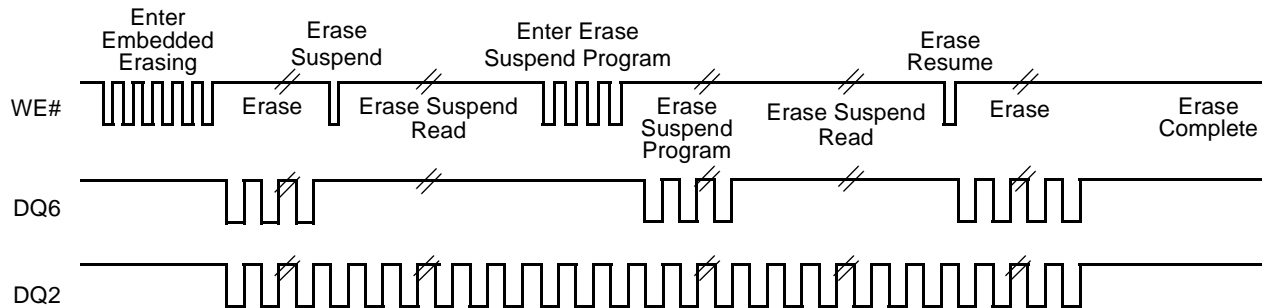 Enter
Embedded
Erasing
Erase
Suspend
Enter Erase
Suspend Program
Erase
Resume
WE#
Erase
Erase Suspend
Read
Erase
Suspend
Program
Erase Suspend
Read
Erase
Erase
Complete
DQ6
DQ2